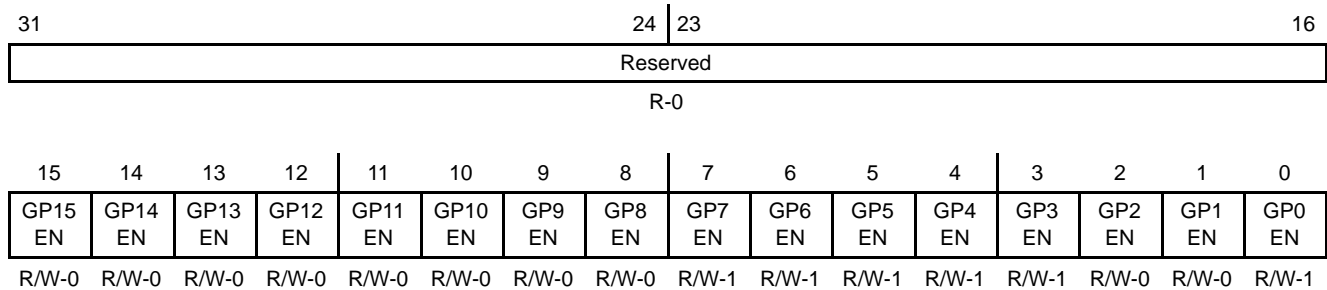 31 24 23 16
Reserved
R-0
15 14 13 12 11 10 9 8 7 6 5 4 3 2 1 0
GP15 GP14 GP13 GP12 GP11 GP10 GP9 GP8 GP7 GP6 GP5 GP4 GP3 GP2 GP1 GP0
EN EN EN EN EN EN EN EN EN EN EN EN EN EN EN EN
R/W-0 R/W-0 R/W-0 R/W-0 R/W-0 R/W-0 R/W-0 R/W-0 R/W-1 R/W-1 R/W-1 R/W-1 R/W-1 R/W-0 R/W-0 R/W-1